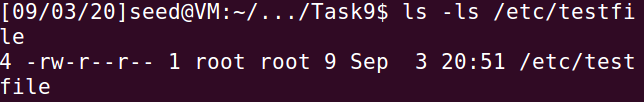 [09/03/20]seed@VM:~/.../Task9$ ls -ls /etc/testfi
le
4 -rw-r--r-- 1 root root 9 Sep  3 20:51 /etc/test
file